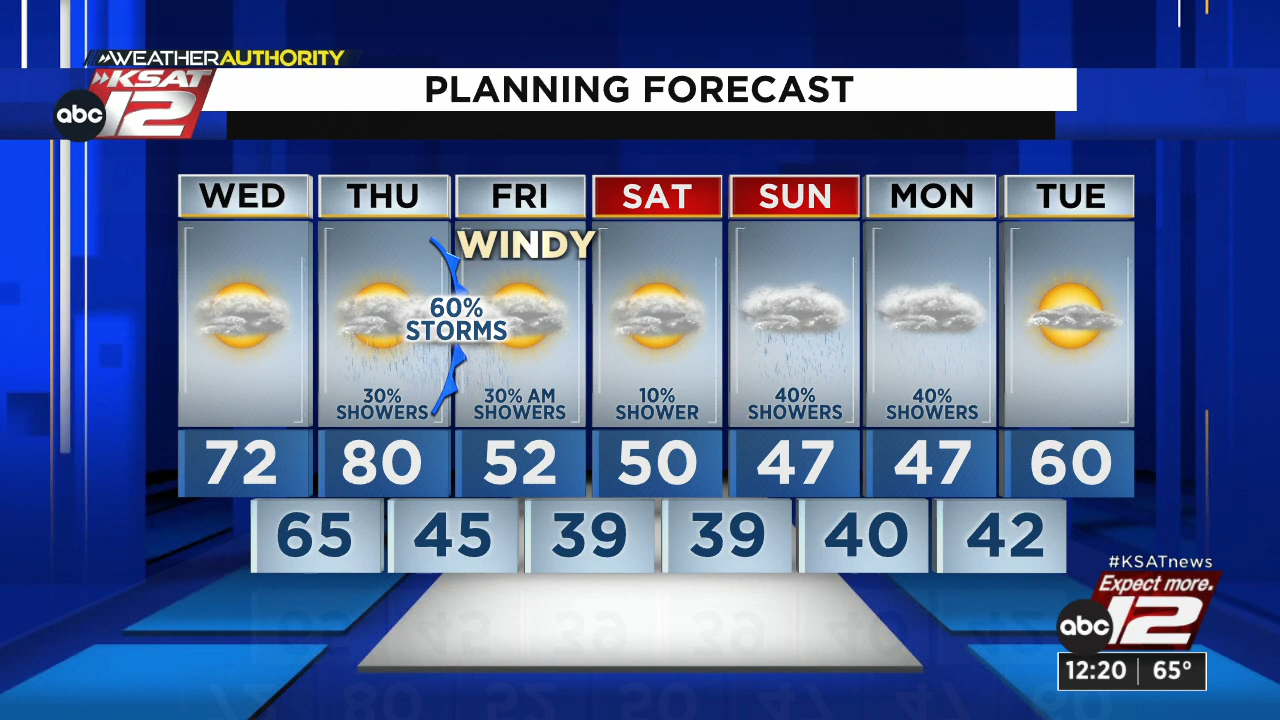 WEATHERAUTHORITY
KSAT
abc 12
PLANNING FORECAST
WED THU FRI SAT SUN MON TUE
WINDY
60%
STORMS
30%
SHOWERS
30% AM
SHOWERS
10%
SHOWER
40%
SHOWERS
40%
SHOWERS
72 80 52 50 47 47 60
65 45 39 39 40 42
#KSATnews
Expect more.
abc 12
12:20 65°